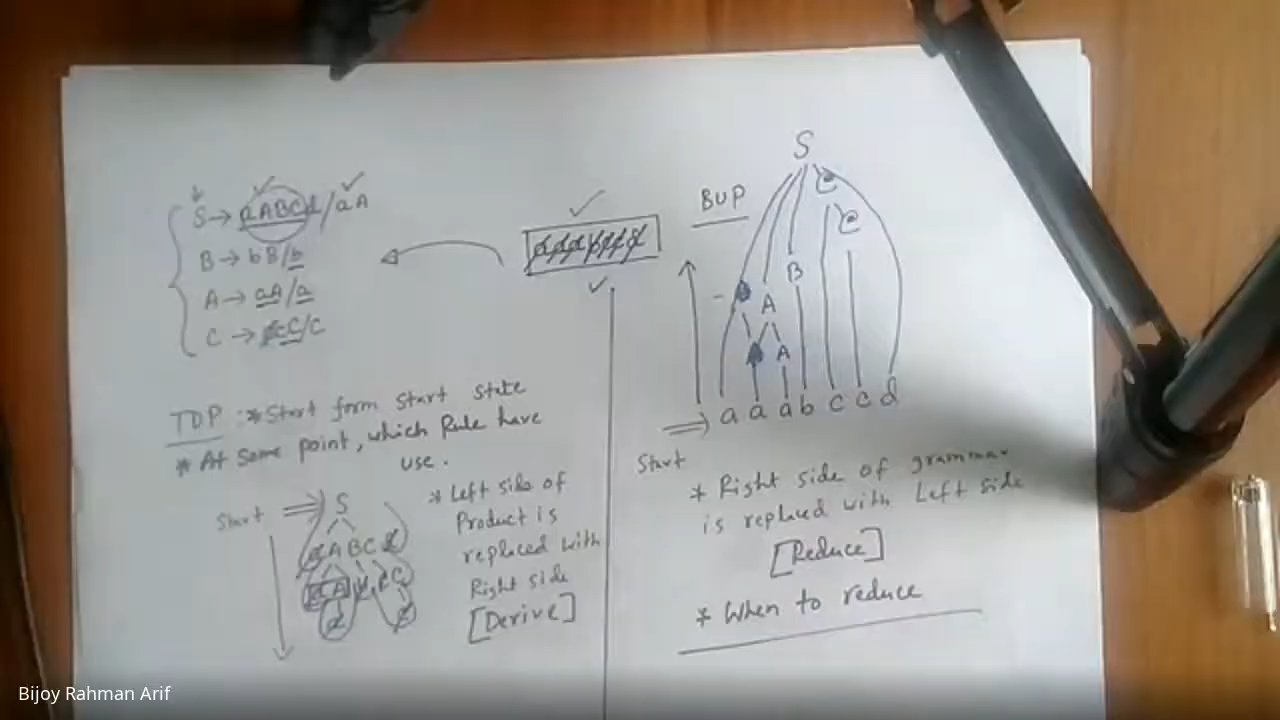 S → aABCd/aA
B → bB/b
A → aA/a
C → cC/c
TDP : * Start form start state
* At some point, which Rule have
use.
Start
S
a A B C d
a A b c C
a c
* Left side of
Product is
replaced with
Right side
[Derive]
BUP
S
C
C
B
A
A
a a a b c c d
Start
* Right side of grammar
is replaced with Left side
[Reduce]
* When to reduce
Bijoy Rahman Arif